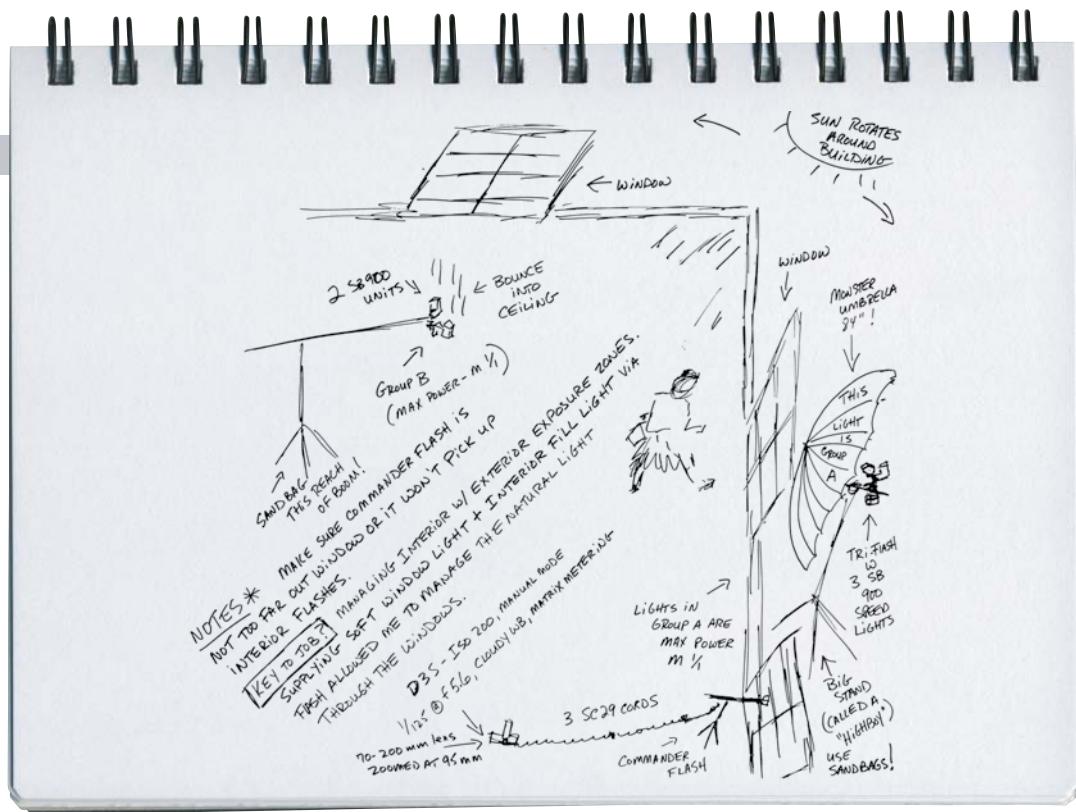 SUN ROTATES
AROUND
BUILDING
WINDOW
WINDOW
2 SB900
UNITS
BOUNCE
INTO
CEILING
MONSTER
UMBRELLA
84"!
GROUP B
(MAX POWER - M 1/1)
THIS
LIGHT
IS
GROUP
A
SANDBAG
THIS REACH
OF BOOM!
TRI-FLASH
W
3 SB
900
SPEED
LIGHTS
NOTES* MAKE SURE COMMANDER FLASH IS
NOT TOO FAR OUT WINDOW OR IT WON'T PICK UP
INTERIOR FLASHES.
KEY TO JOB? MANAGING INTERIOR W/ EXTERIOR EXPOSURE ZONES.
SUPPLYING SOFT WINDOW LIGHT + INTERIOR FILL LIGHT VIA
FLASH ALLOWED ME TO MANAGE THE NATURAL LIGHT
THROUGH THE WINDOWS.
D3S - ISO 200, MANUAL MODE
1/125 @ F5.6, CLOUDY WB, MATRIX METERING
70-200 mm lens
ZOOMED AT 95mm
LIGHTS IN
GROUP A ARE
MAX POWER
M 1/1
3 SC29 CORDS
COMMANDER
FLASH
BIG
STAND
(CALLED A
"HIGHBOY")
USE
SANDBAGS!